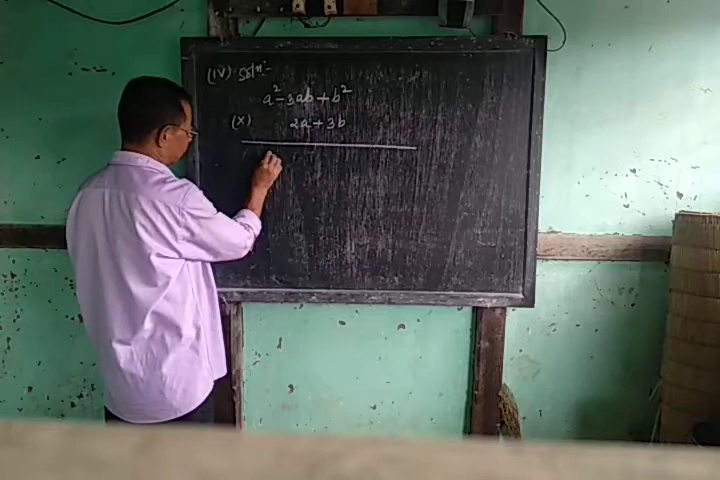 (IV) Soln:-
a²-3ab+b²
(X) 2a+3b